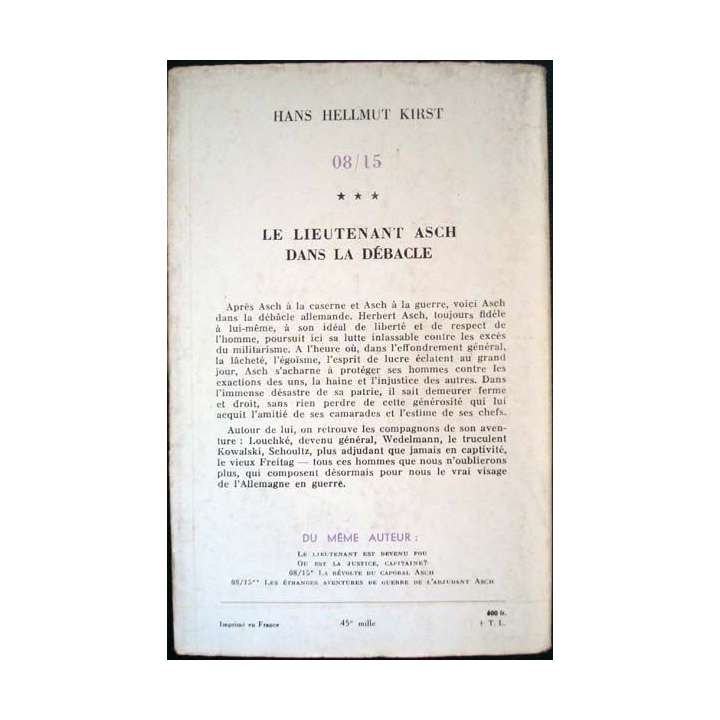 HANS HELLMUT KIRST
08/15
★ ★ ★
LE LIEUTENANT ASCH
DANS LA DÉBACLE
Après Asch à la caserne et Asch à la guerre, voici Asch
dans la débâcle allemande. Herbert Asch, toujours fidèle
à lui-même, à son idéal de liberté et de respect de
l'homme, poursuit ici sa lutte inlassable contre les excès
du militarisme. A l'heure où, dans l'effondrement général,
la lâcheté, l'égoïsme, l'esprit de lucre éclatent au grand
jour, Asch s'acharne à protéger ses hommes contre les
exactions des uns, la haine et l'injustice des autres. Dans
l'immense désastre de sa patrie, il sait demeurer ferme
et droit, sans rien perdre de cette générosité qui lui
acquit l'amitié de ses camarades et l'estime de ses chefs.
Autour de lui, on retrouve les compagnons de son aven-
ture : Louchké, devenu général, Wedelmann, le truculent
Kowalski, Schoultz, plus adjudant que jamais en captivité,
le vieux Freitag — tous ces hommes que nous n'oublierons
plus, qui composent désormais pour nous le vrai visage
de l'Allemagne en guerre.
DU MÊME AUTEUR :
LE LIEUTENANT EST DEVENU FOU
OU EST LA JUSTICE, CAPITAINE?
08/15* LA RÉVOLTE DU CAPORAL ASCH
08/15** LES ÉTRANGES AVENTURES DE GUERRE DE L'ADJUDANT ASCH
600 fr.
Imprimé en France 45e mille + T. L.